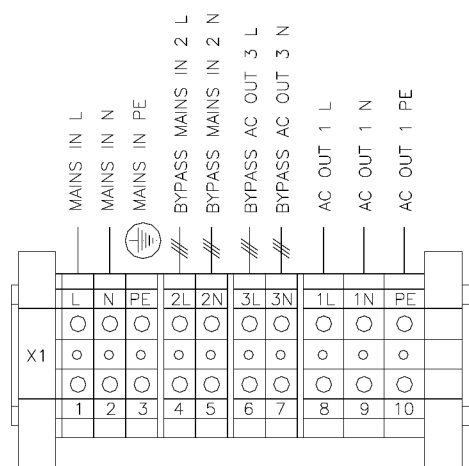 MAINS IN L
MAINS IN N
MAINS IN PE
BYPASS MAINS IN 2 L
BYPASS MAINS IN 2 N
BYPASS AC OUT 3 L
BYPASS AC OUT 3 N
AC OUT 1 L
AC OUT 1 N
AC OUT 1 PE
L N PE 2L 2N 3L 3N 1L 1N PE
X1
1 2 3 4 5 6 7 8 9 10